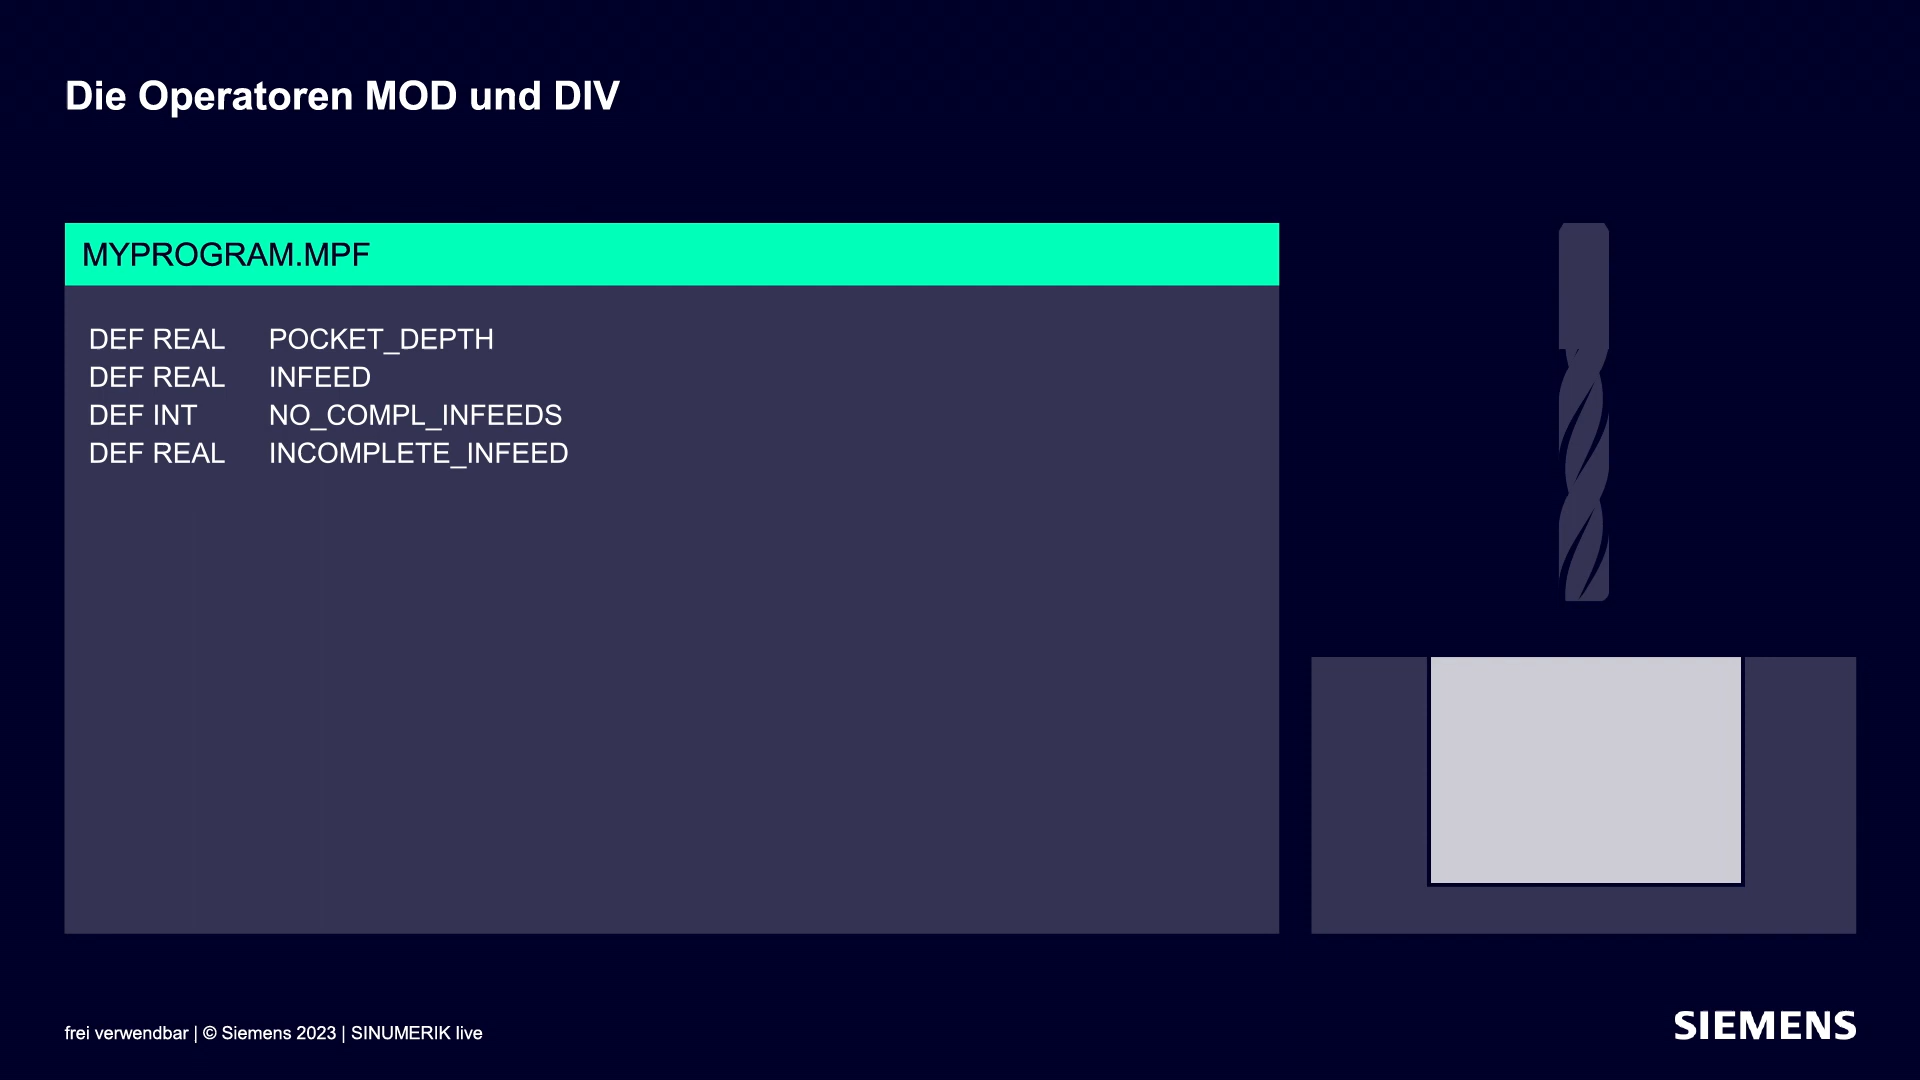 Die Operatoren MOD und DIV
MYPROGRAM.MPF
DEF REAL POCKET_DEPTH
DEF REAL INFEED
DEF INT NO_COMPL_INFEEDS
DEF REAL INCOMPLETE_INFEED
frei verwendbar | © Siemens 2023 | SINUMERIK live
SIEMENS